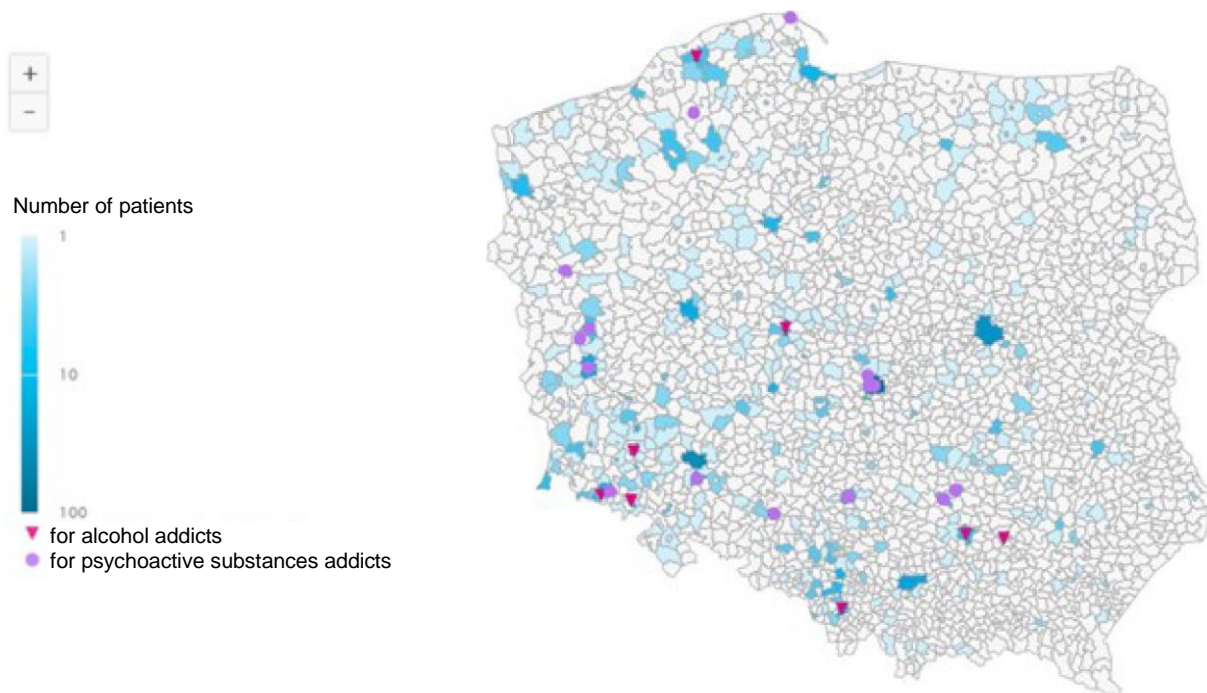 +
-
Number of patients
1
10
100
for alcohol addicts
for psychoactive substances addicts